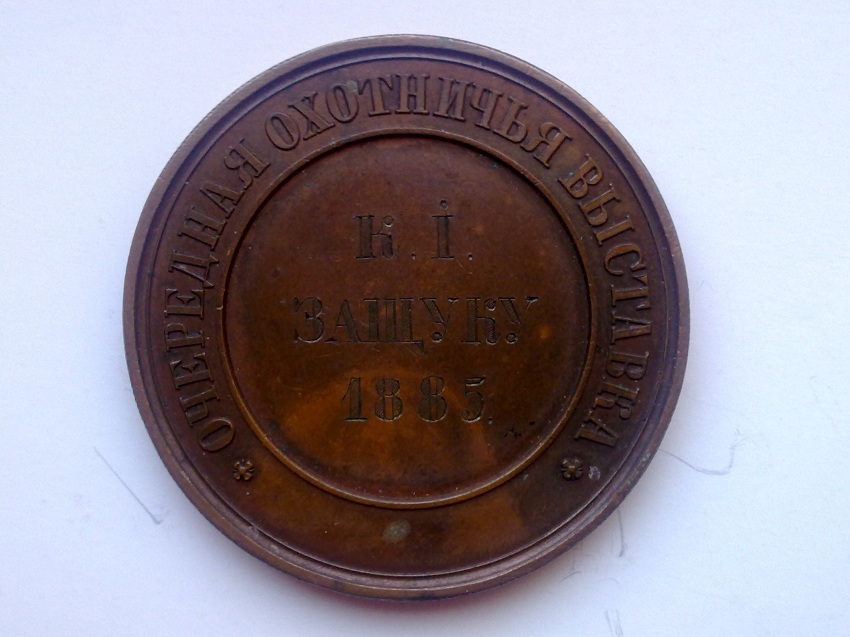 ОЧЕРЕДНАЯ ОХОТНИЧЬЯ ВЫСТАВКА
К. І.
ЗАЩУКУ
1885.